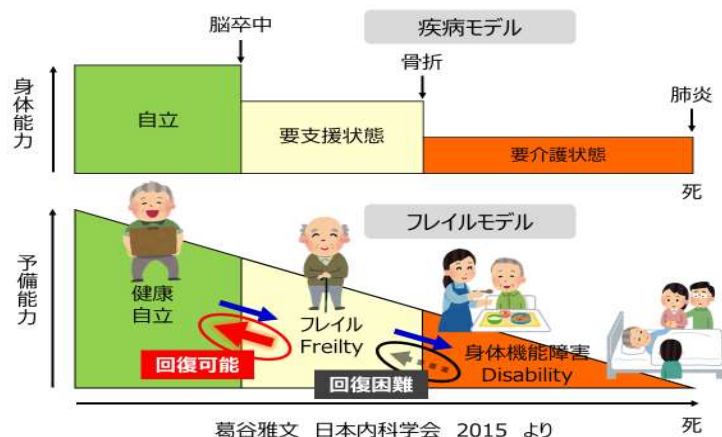 脳卒中
疾病モデル
骨折
肺炎
身体能力
自立
要支援状態
要介護状態
死
フレイルモデル
予備能力
健康
自立
フレイル
Freilty
回復可能
回復困難
身体機能障害
Disability
死
葛谷雅文 日本内科学会 2015 より